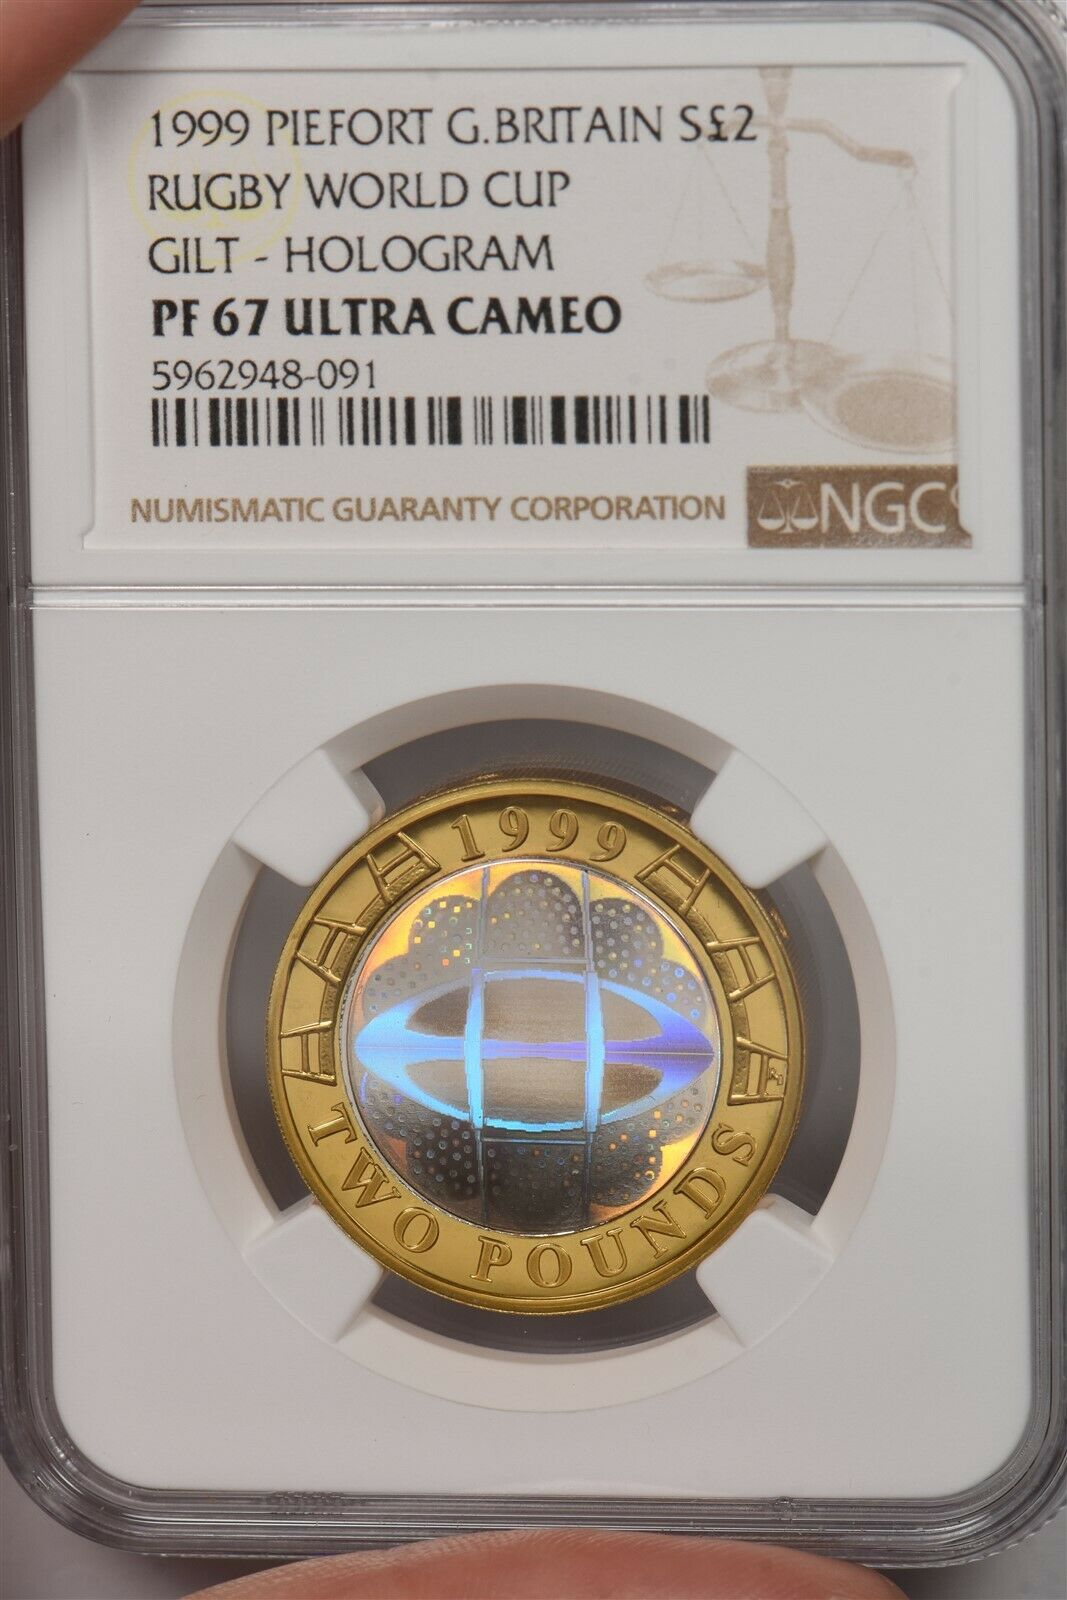 1999 PIEFORT G.BRITAIN S£2
RUGBY WORLD CUP
GILT - HOLOGRAM
PF 67 ULTRA CAMEO
5962948-091
NUMISMATIC GUARANTY CORPORATION
NGC
1999
TWO POUNDS